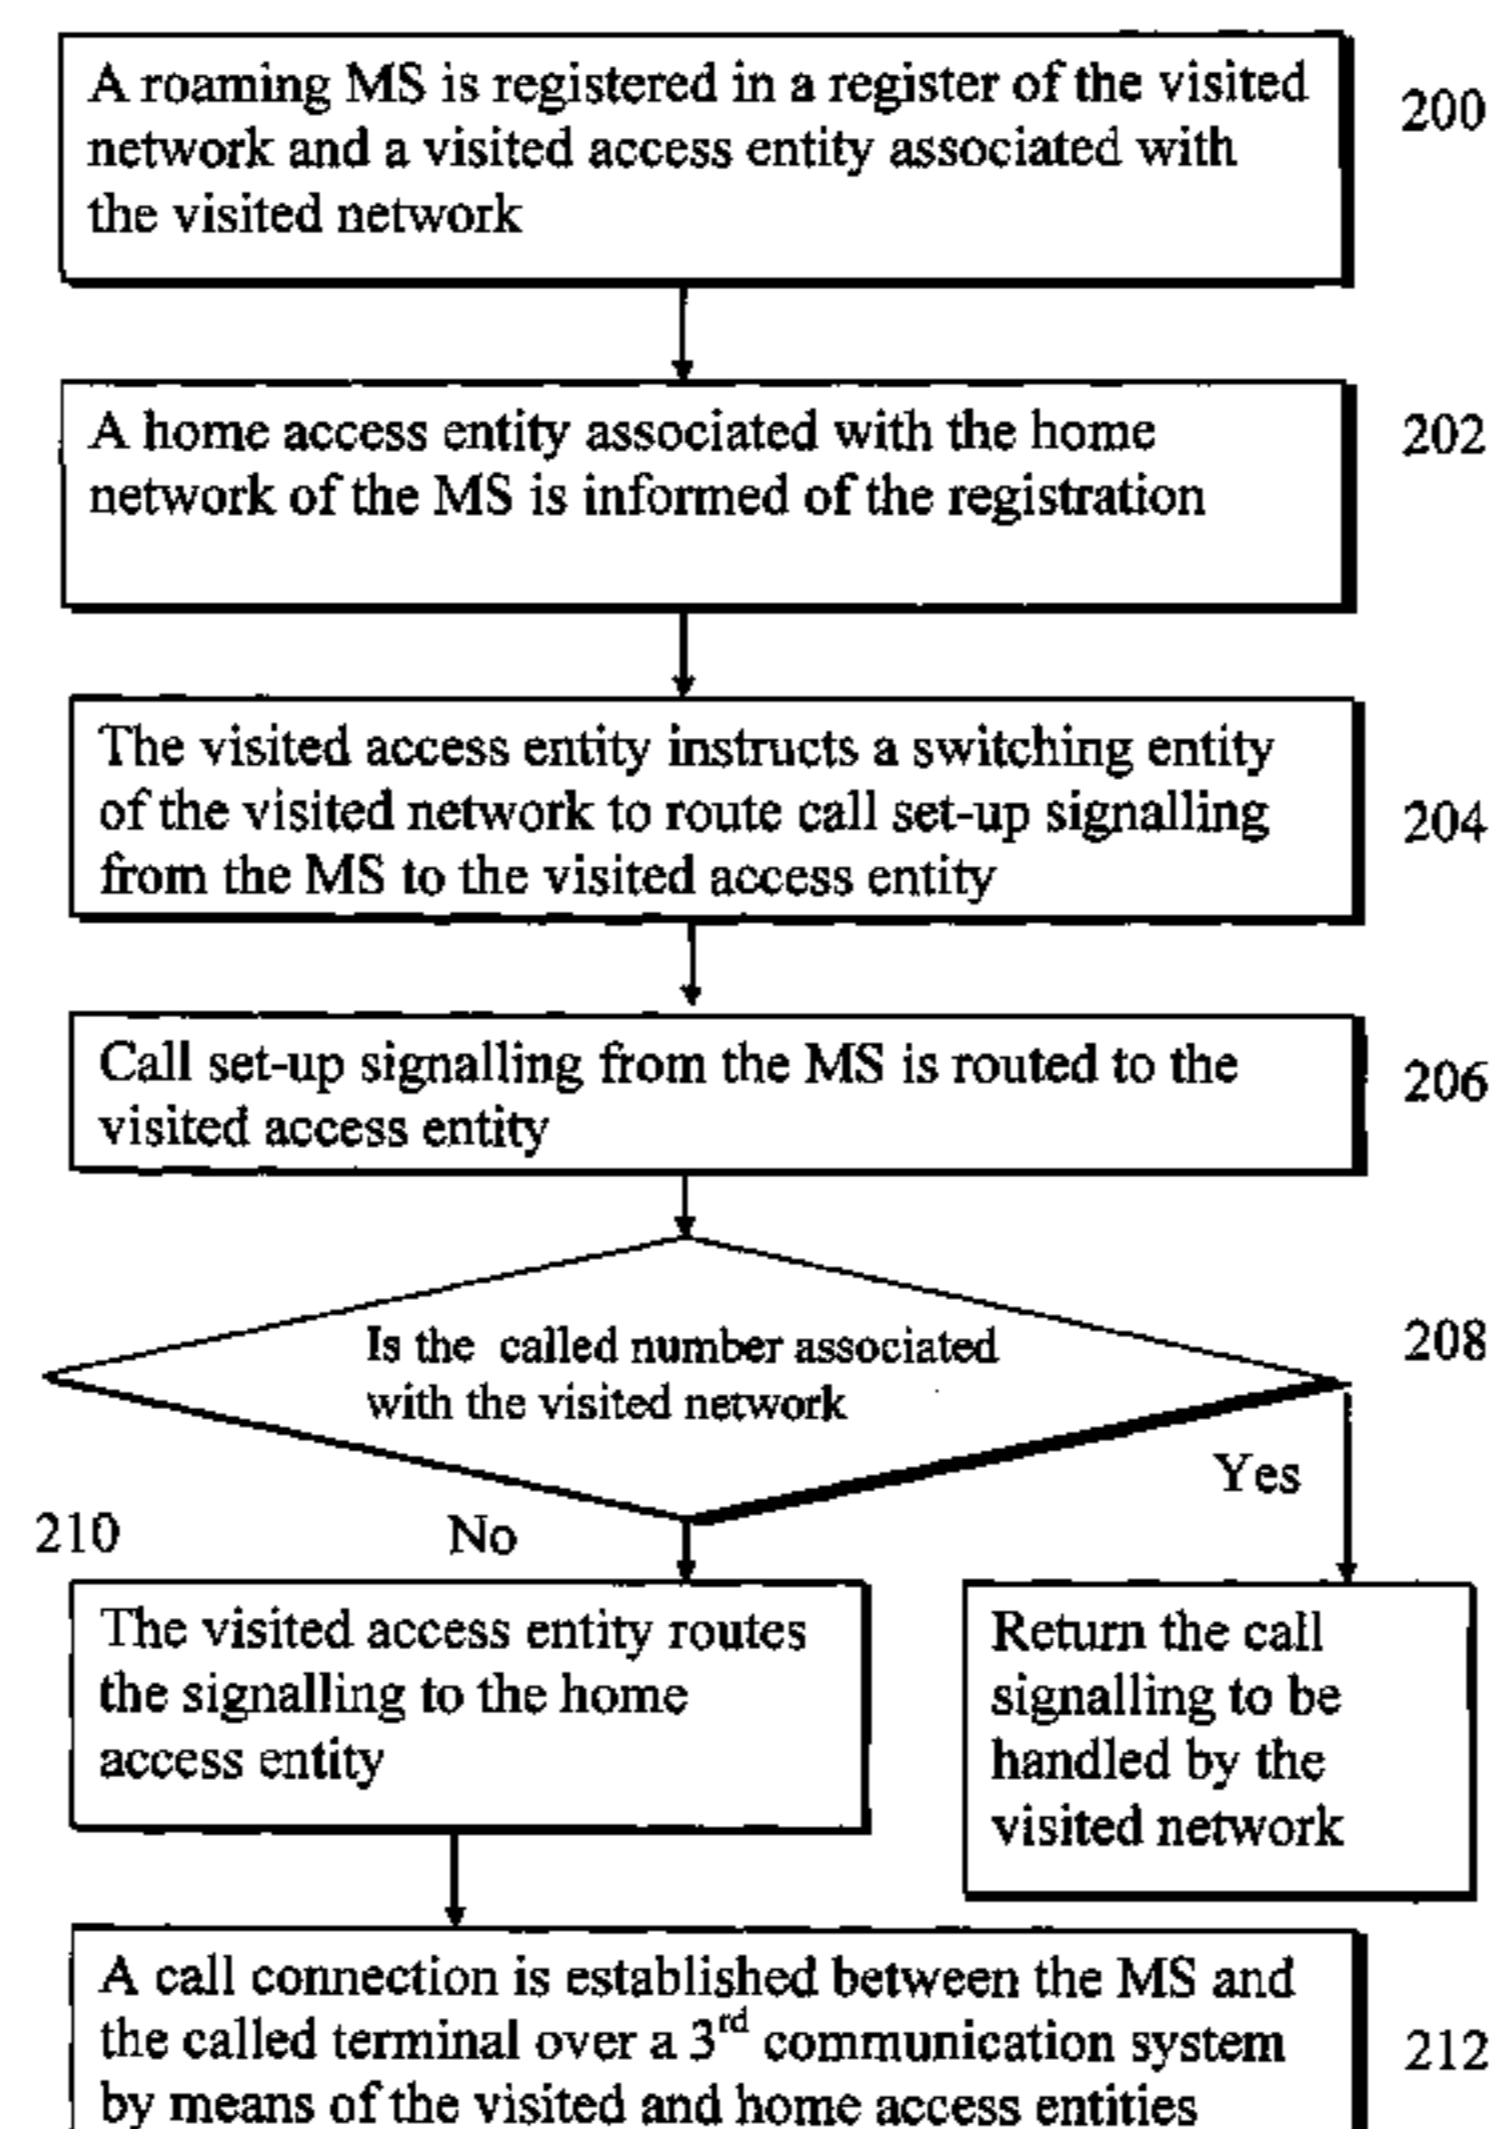 A roaming MS is registered in a register of the visited
network and a visited access entity associated with
the visited network
200
A home access entity associated with the home
network of the MS is informed of the registration
202
The visited access entity instructs a switching entity
of the visited network to route call set-up signalling
from the MS to the visited access entity
204
Call set-up signalling from the MS is routed to the
visited access entity
206
Is the called number associated
with the visited network
208
Yes
210
No
The visited access entity routes
the signalling to the home
access entity
Return the call
signalling to be
handled by the
visited network
A call connection is established between the MS and
the called terminal over a 3rd communication system
by means of the visited and home access entities
212